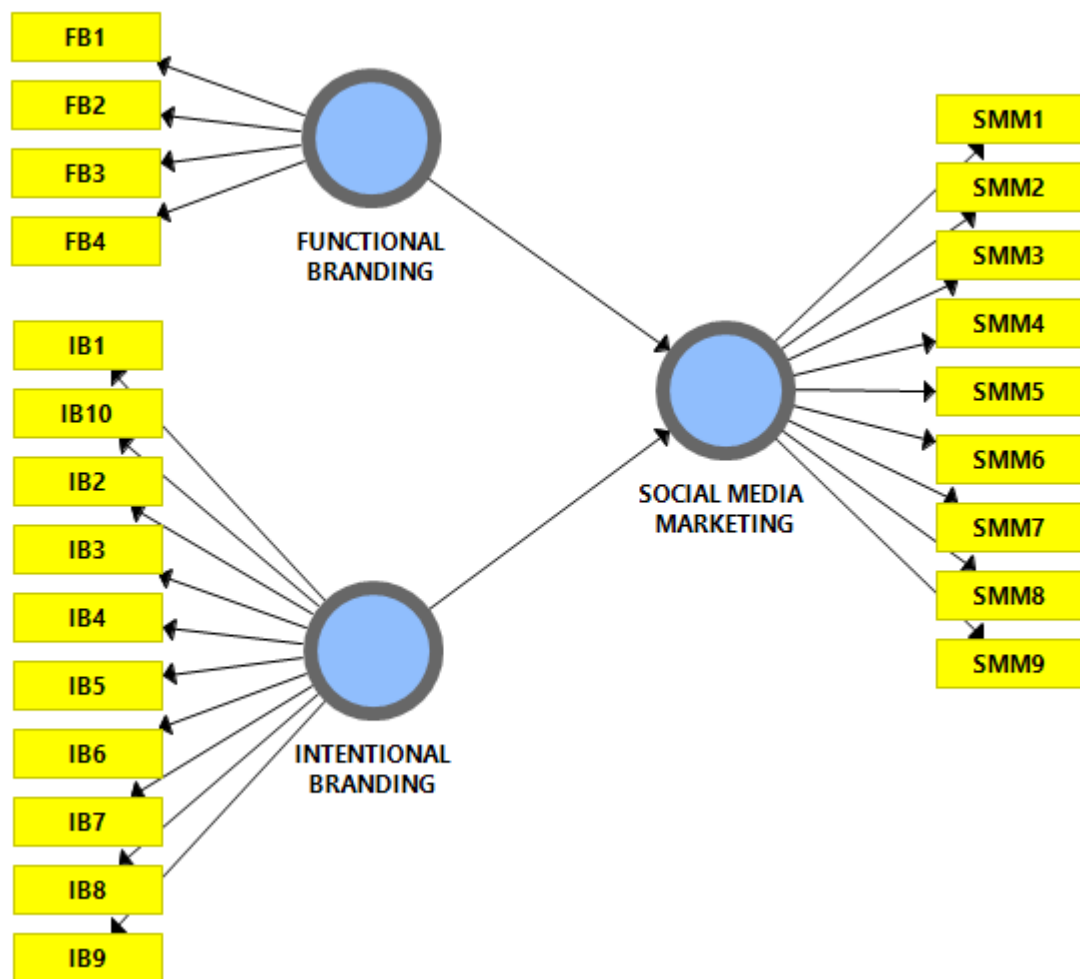 FB1
FB2
FB3
FB4
FUNCTIONAL
BRANDING
IB1
IB10
IB2
IB3
IB4
IB5
IB6
IB7
IB8
IB9
INTENTIONAL
BRANDING
SOCIAL MEDIA
MARKETING
SMM1
SMM2
SMM3
SMM4
SMM5
SMM6
SMM7
SMM8
SMM9